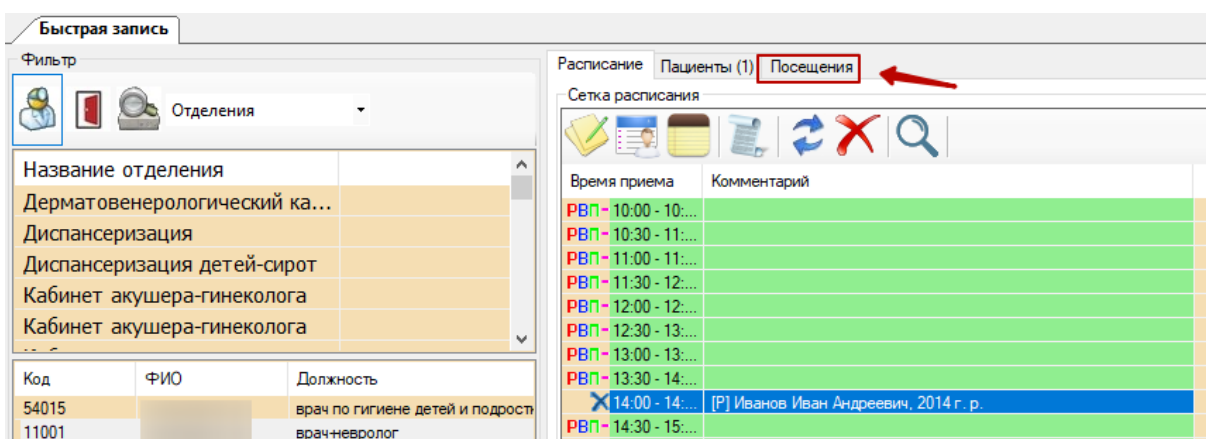 Быстрая запись
Фильтр
Отделения
Название отделения
Дерматовенерологический ка...
Диспансеризация
Диспансеризация детей-сирот
Кабинет акушера-гинеколога
Кабинет акушера-гинеколога
Код ФИО Должность
54015 врач по гигиене детей и подростк
11001 врач-невролог
Расписание Пациенты (1) Посещения
Сетка расписания
Время приема Комментарий
РВП- 10:00 - 10:...
РВП- 10:30 - 11:...
РВП- 11:00 - 11:...
РВП- 11:30 - 12:...
РВП- 12:00 - 12:...
РВП- 12:30 - 13:...
РВП- 13:00 - 13:...
РВП- 13:30 - 14:...
14:00 - 14:... [Р] Иванов Иван Андреевич, 2014 г. р.
РВП- 14:30 - 15:...